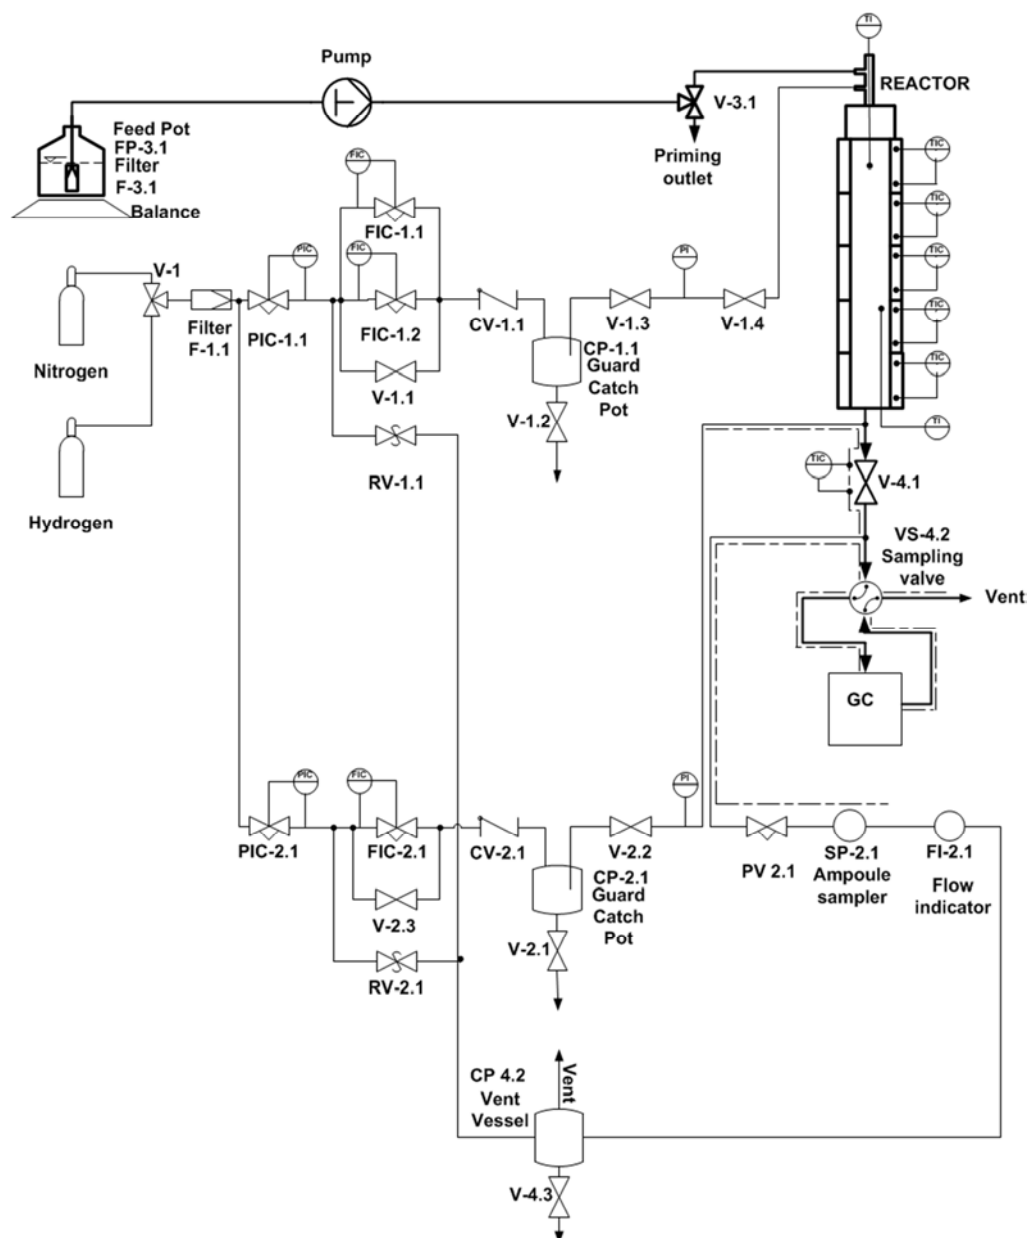 TI
Pump
REACTOR
V-3.1
Feed Pot
FP-3.1
Filter
F-3.1
Balance
Priming
outlet
TIC
FIC
FIC-1.1
TIC
V-1
PIC
FIC
PI
TIC
Filter
F-1.1
PIC-1.1
FIC-1.2
CV-1.1
V-1.3
V-1.4
TIC
Nitrogen
V-1.1
CP-1.1
Guard
Catch
Pot
TIC
V-1.2
TI
RV-1.1
TIC
V-4.1
Hydrogen
VS-4.2
Sampling
valve
Vent
GC
PIC
FIC
PI
PIC-2.1
FIC-2.1
CV-2.1
V-2.2
PV 2.1
SP-2.1
Ampoule
sampler
FI-2.1
Flow
indicator
CP-2.1
Guard
Catch
Pot
V-2.3
V-2.1
RV-2.1
CP 4.2
Vent
Vessel
Vent
V-4.3